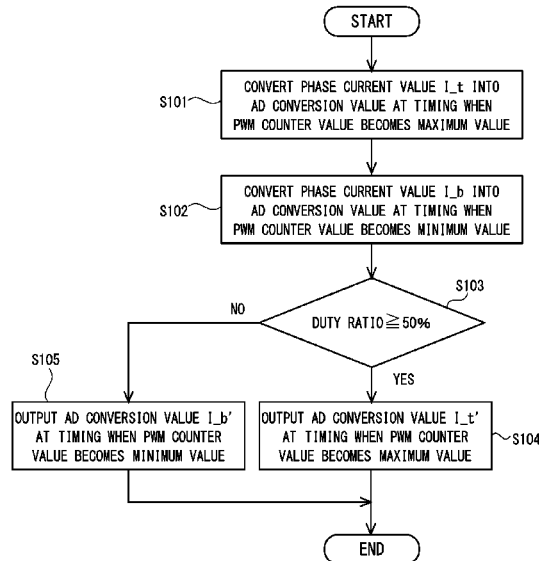 START
S101
CONVERT PHASE CURRENT VALUE I_t INTO
AD CONVERSION VALUE AT TIMING WHEN
PWM COUNTER VALUE BECOMES MAXIMUM VALUE
S102
CONVERT PHASE CURRENT VALUE I_b INTO
AD CONVERSION VALUE AT TIMING WHEN
PWM COUNTER VALUE BECOMES MINIMUM VALUE
S103
DUTY RATIO≧50%
NO
YES
S105
OUTPUT AD CONVERSION VALUE I_b'
AT TIMING WHEN PWM COUNTER
VALUE BECOMES MINIMUM VALUE
OUTPUT AD CONVERSION VALUE I_t'
AT TIMING WHEN PWM COUNTER
VALUE BECOMES MAXIMUM VALUE
S104
END